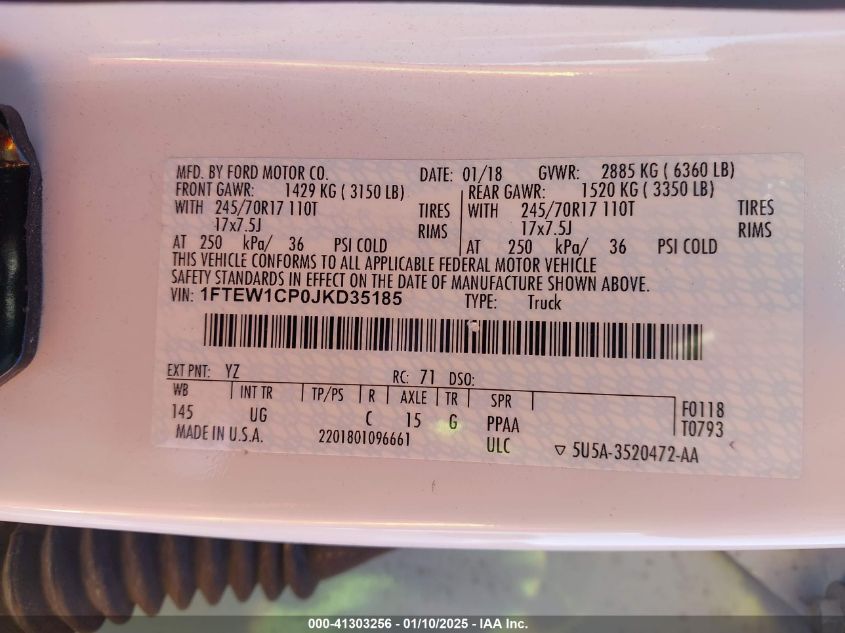 MFD. BY FORD MOTOR CO. DATE: 01/18 GVWR: 2885 KG ( 6360 LB)
FRONT GAWR: 1429 KG ( 3150 LB) REAR GAWR: 1520 KG ( 3350 LB)
WITH 245/70R17 110T TIRES WITH 245/70R17 110T TIRES
17x7.5J RIMS 17x7.5J RIMS
AT 250 kPa/ 36 PSI COLD AT 250 kPa/ 36 PSI COLD
THIS VEHICLE CONFORMS TO ALL APPLICABLE FEDERAL MOTOR VEHICLE
SAFETY STANDARDS IN EFFECT ON THE DATE OF MANUFACTURE SHOWN ABOVE.
VIN: 1FTEW1CP0JKD35185 TYPE: Truck
EXT PNT: YZ RC: 71 DSO:
WB INT TR TP/PS R AXLE TR SPR
145 UG C 15 G PPAA F0118
ULC T0793
MADE IN U.S.A. 2201801096661 ▽ 5U5A-3520472-AA
000-41303256 - 01/10/2025 - IAA Inc.